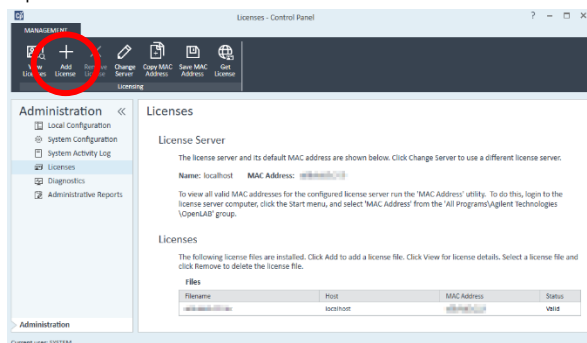 Licenses - Control Panel
MANAGEMENT
View Licenses
Add License
Remove License
Change Server
Copy MAC Address
Save MAC Address
Get License
Licensing
Administration
Local Configuration
System Configuration
System Activity Log
Licenses
Diagnostics
Administrative Reports
Administration
Licenses
License Server
The license server and its default MAC address are shown below. Click Change Server to use a different license server.
Name: localhost MAC Address:
To view all valid MAC addresses for the configured license server run the 'MAC Address' utility. To do this, login to the
license server computer, click the Start menu, and select 'MAC Address' from the 'All Programs\Agilent Technologies
\OpenLAB' group.
Licenses
The following license files are installed. Click Add to add a license file. Click View for license details. Select a license file and
click Remove to delete the license file.
Files
Filename Host MAC Address Status
localhost Valid
Current user: SYSTEM